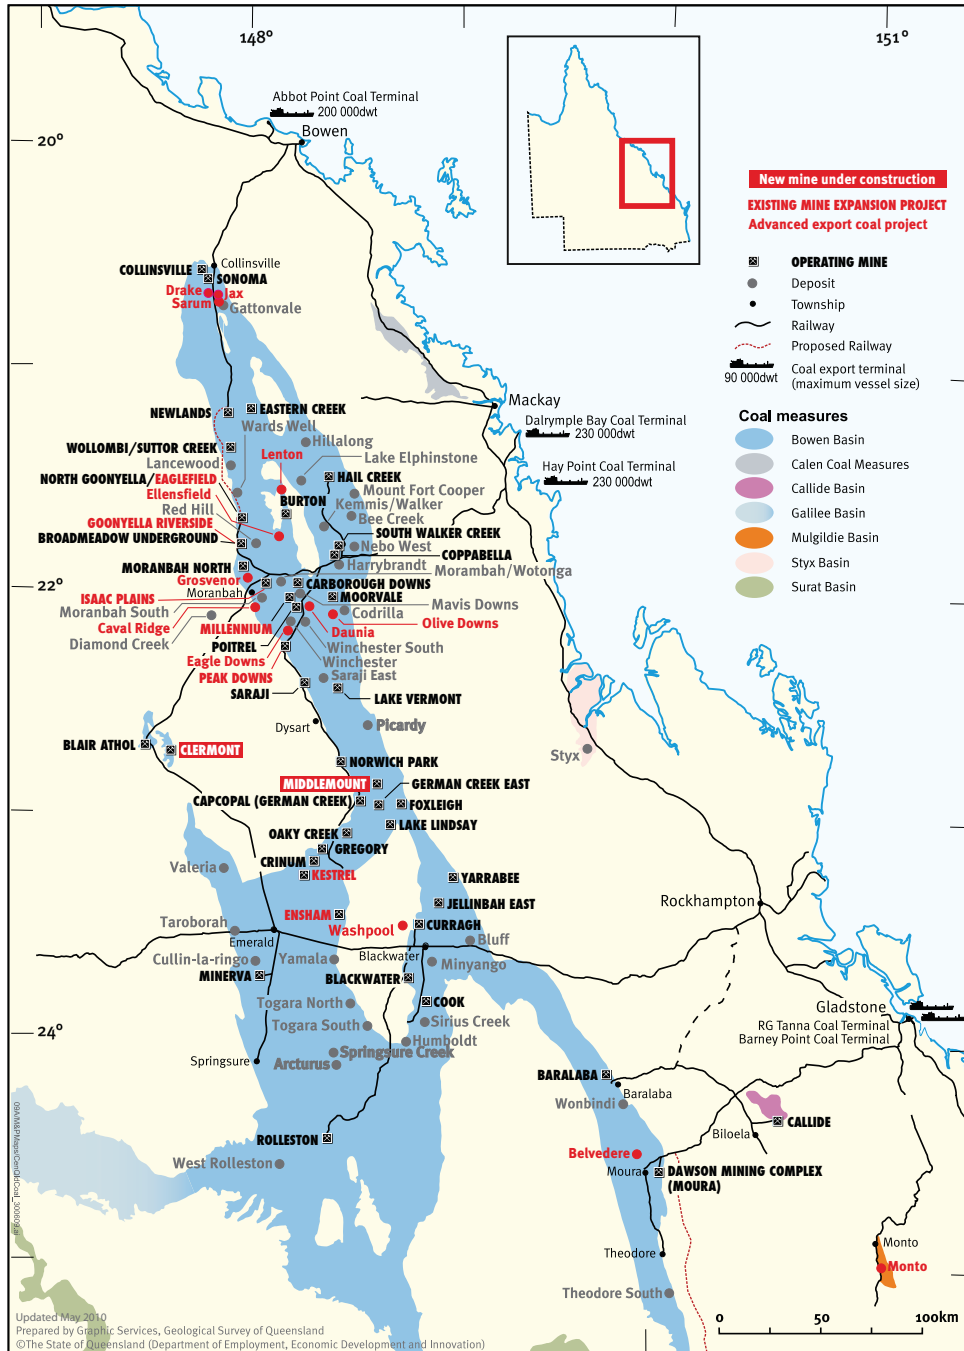 148°
151°
Abbot Point Coal Terminal
200 000dwt
Bowen
20°
New mine under construction
EXISTING MINE EXPANSION PROJECT
Advanced export coal project
OPERATING MINE
Deposit
Township
Railway
Proposed Railway
90 000dwt
Coal export terminal
(maximum vessel size)
Coal measures
Bowen Basin
Calen Coal Measures
Callide Basin
Galilee Basin
Mulgildie Basin
Styx Basin
Surat Basin
COLLINSVILLE
Collinsville
SONOMA
Drake
Jax
Sarum
Gattonvale
Mackay
NEWLANDS
EASTERN CREEK
Wards Well
Dalrymple Bay Coal Terminal
230 000dwt
Hillalong
WOLLOMBI/SUTTOR CREEK
Lenton
Lake Elphinstone
Lancewood
Hay Point Coal Terminal
230 000dwt
NORTH GOONYELLA/EAGLEFIELD
HAIL CREEK
Ellensfield
BURTON
Mount Fort Cooper
Red Hill
Kemmis/Walker
Bee Creek
GOONYELLA RIVERSIDE
SOUTH WALKER CREEK
BROADMEADOW UNDERGROUND
Nebo West
COPPABELLA
MORANBAH NORTH
Harrybrandt
Morambah/Wotonga
22°
Grosvenor
CARBOROUGH DOWNS
Moranbah
ISAAC PLAINS
MOORVALE
Mavis Downs
Moranbah South
Codrilla
Caval Ridge
MILLENNIUM
Olive Downs
Daunia
Diamond Creek
POITREL
Winchester South
Eagle Downs
Winchester
PEAK DOWNS
Saraji East
SARAJI
LAKE VERMONT
Dysart
Picardy
BLAIR ATHOL
CLERMONT
Styx
NORWICH PARK
MIDDLEMOUNT
GERMAN CREEK EAST
CAPCOPAL (GERMAN CREEK)
FOXLEIGH
LAKE LINDSAY
OAKY CREEK
GREGORY
CRINUM
Valeria
KESTREL
YARRABEE
JELLINBAH EAST
Rockhampton
ENSHAM
Taroborah
Washpool
CURRAGH
Emerald
Bluff
Cullin-la-ringo
Yamala
Blackwater
Minyango
MINERVA
BLACKWATER
Togara North
COOK
Gladstone
Togara South
Sirius Creek
RG Tanna Coal Terminal
24°
Humboldt
Barney Point Coal Terminal
Springsure
Springsure Creek
Arcturus
BARALABA
Baralaba
Wonbindi
CALLIDE
Biloela
ROLLESTON
Belvedere
West Rolleston
Moura
DAWSON MINING COMPLEX
(MOURA)
Monto
Theodore
Monto
Theodore South
0 50 100km
Updated May 2010
Prepared by Graphic Services, Geological Survey of Queensland
©The State of Queensland (Department of Employment, Economic Development and Innovation)